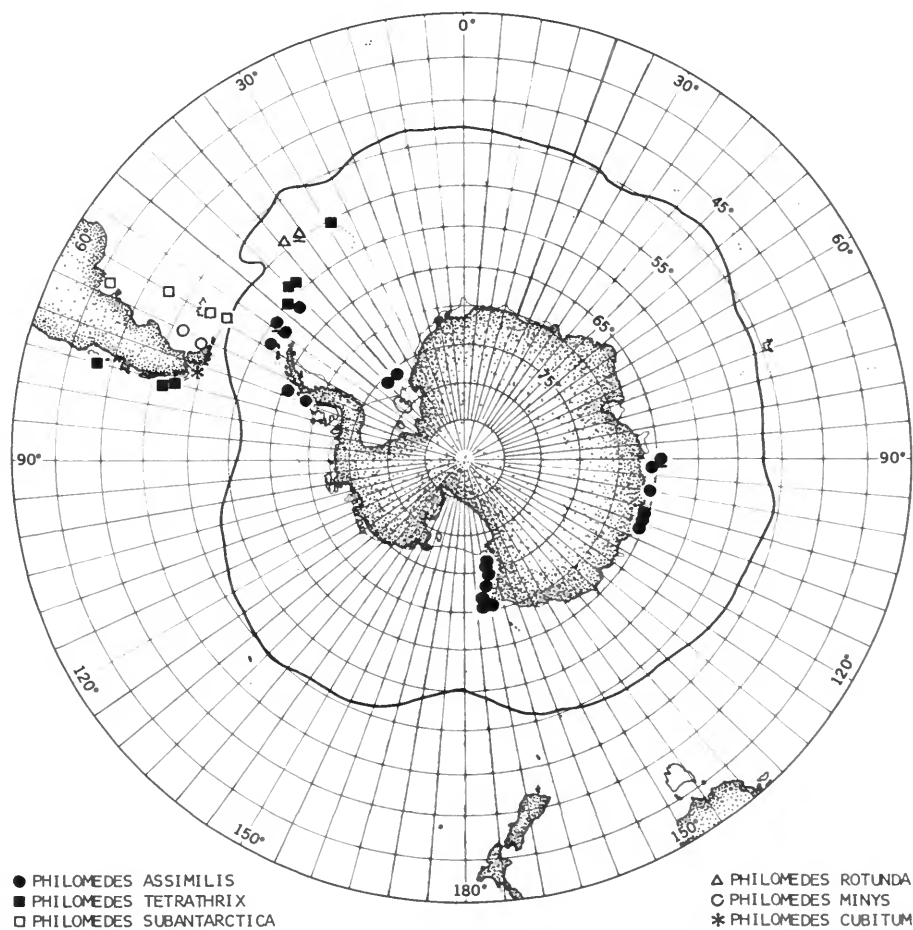 0°
30°
30°
45°
60°
60°
55°
65°
75°
90°
90°
120°
120°
150°
150°
180°
PHILOMEDES ASSIMILIS
PHILOMEDES TETRATHRIX
PHILOMEDES SUBANTARCTICA
PHILOMEDES ROTUNDA
PHILOMEDES MINYS
PHILOMEDES CUBITUM